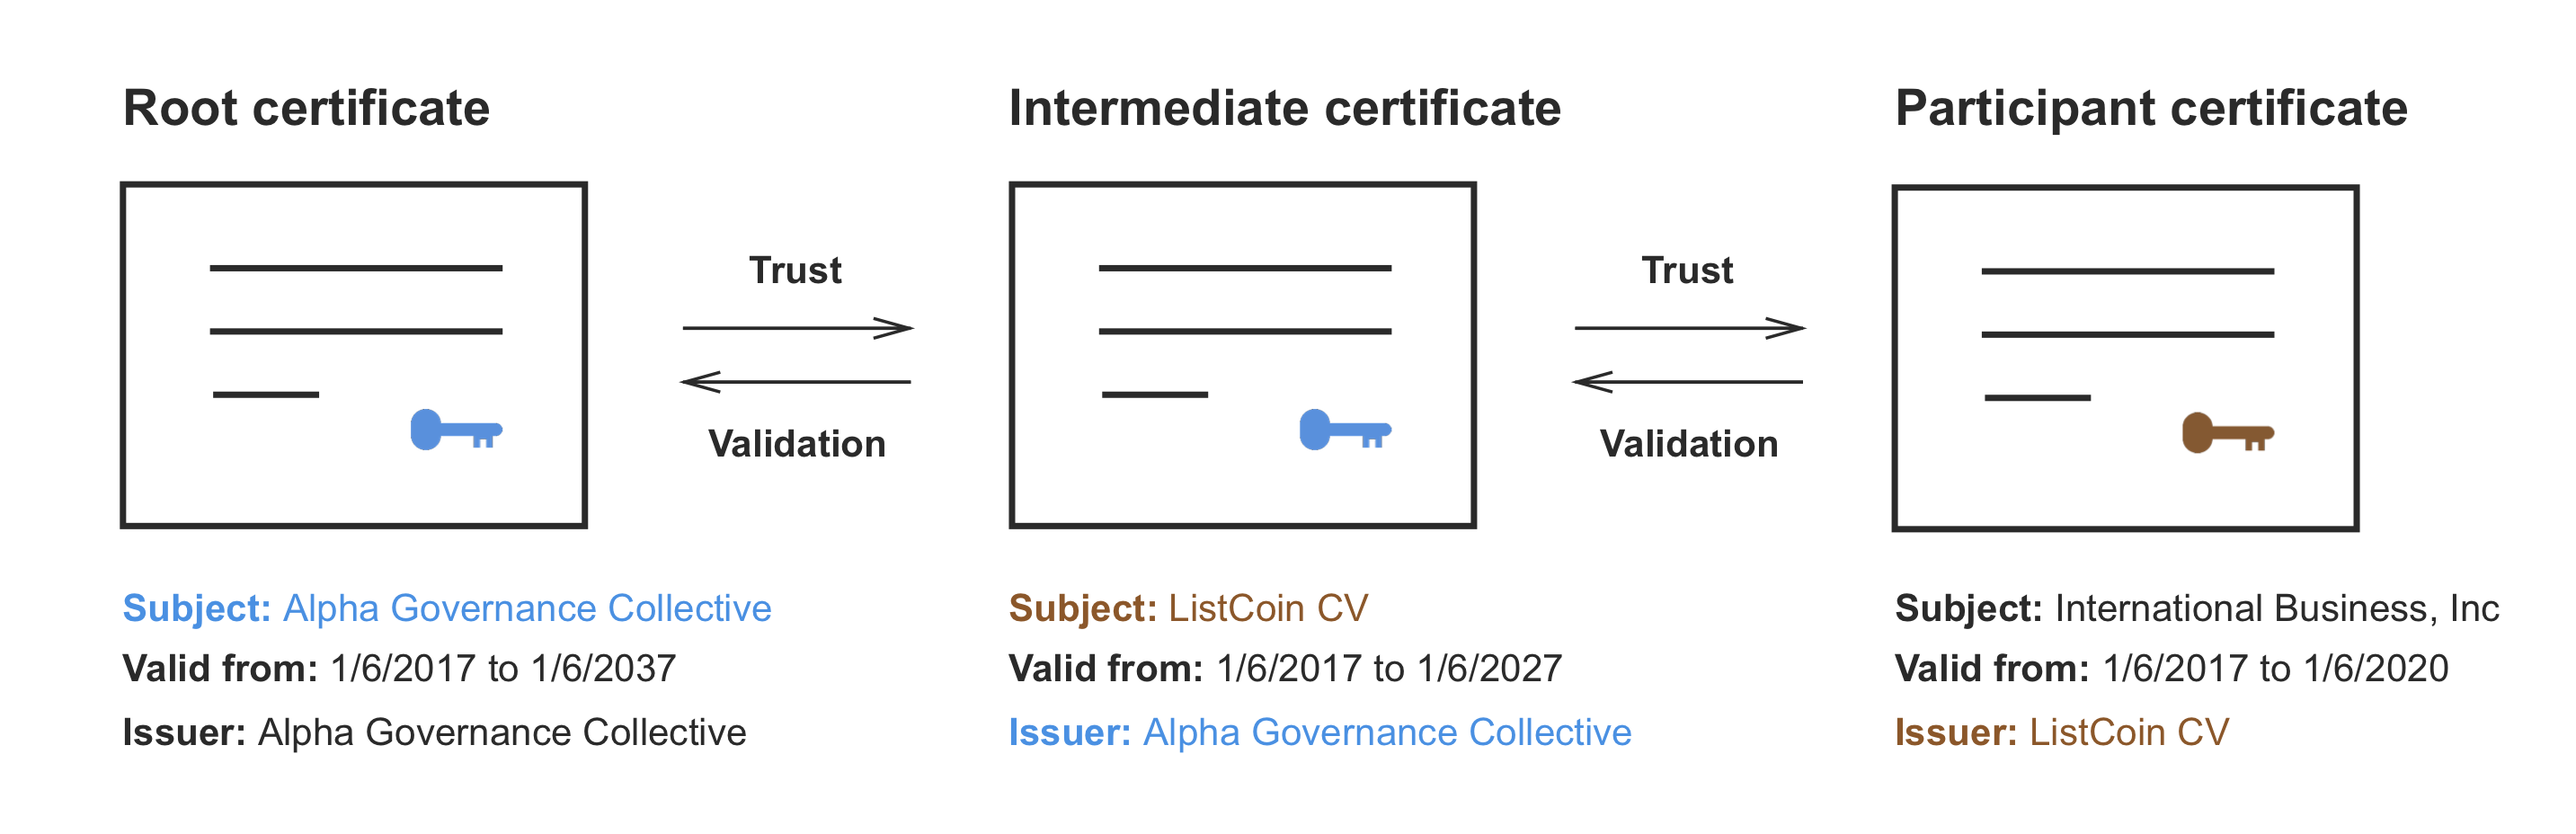 Root certificate
Intermediate certificate
Participant certificate
Trust
Trust
Validation
Validation
Subject: Alpha Governance Collective
Valid from: 1/6/2017 to 1/6/2037
Issuer: Alpha Governance Collective
Subject: ListCoin CV
Valid from: 1/6/2017 to 1/6/2027
Issuer: Alpha Governance Collective
Subject: International Business, Inc
Valid from: 1/6/2017 to 1/6/2020
Issuer: ListCoin CV